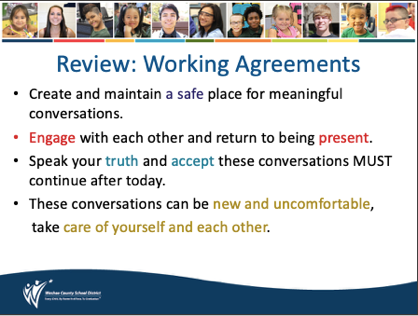 Review: Working Agreements
• Create and maintain a safe place for meaningful
conversations.
• Engage with each other and return to being present.
• Speak your truth and accept these conversations MUST
continue after today.
• These conversations can be new and uncomfortable,
take care of yourself and each other.
Washoe County School District